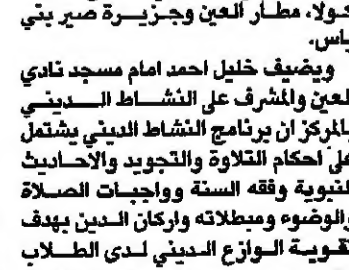 كولا، مطار العين وجزيرة صير بني
ياس.
ويضيف خليل احمد امام مسجد نادي
العين والمشرف على النشاط الديني
بالمركز ان برنامج النشاط الديني يشتمل
على احكام التلاوة والتجويد والاحاديث
النبوية وفقه السنة وواجبات الصلاة
والوضوء ومبطلاته واركان الدين بهدف
تقوية الوازع الديني لدى الطلاب